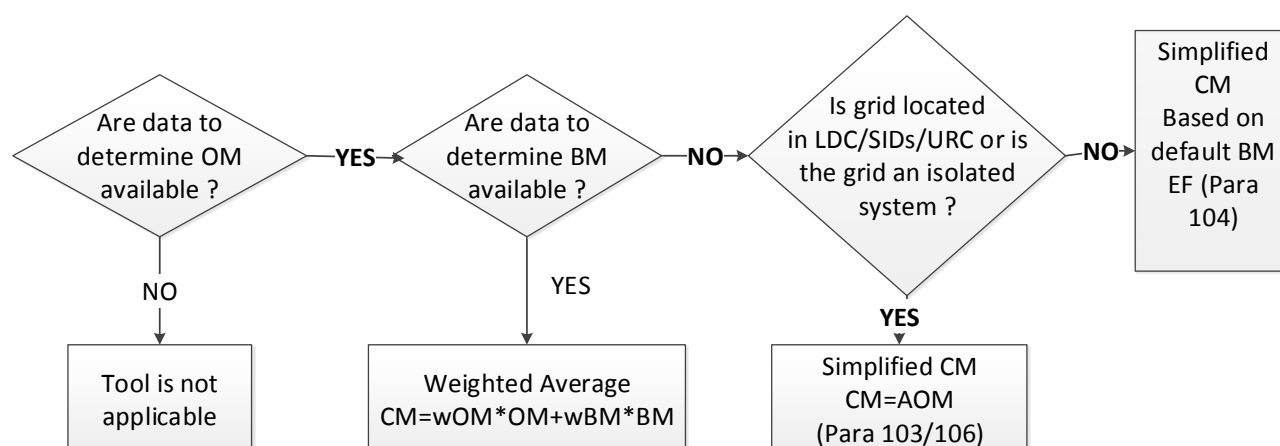 Are data to
determine OM
available ?
YES
Are data to
determine BM
available ?
NO
Is grid located
in LDC/SIDs/URC or is
the grid an isolated
system ?
NO
Simplified
CM
Based on
default BM
EF (Para
104)
NO
YES
YES
Tool is not
applicable
Weighted Average
CM=wOM*OM+wBM*BM
Simplified CM
CM=AOM
(Para 103/106)